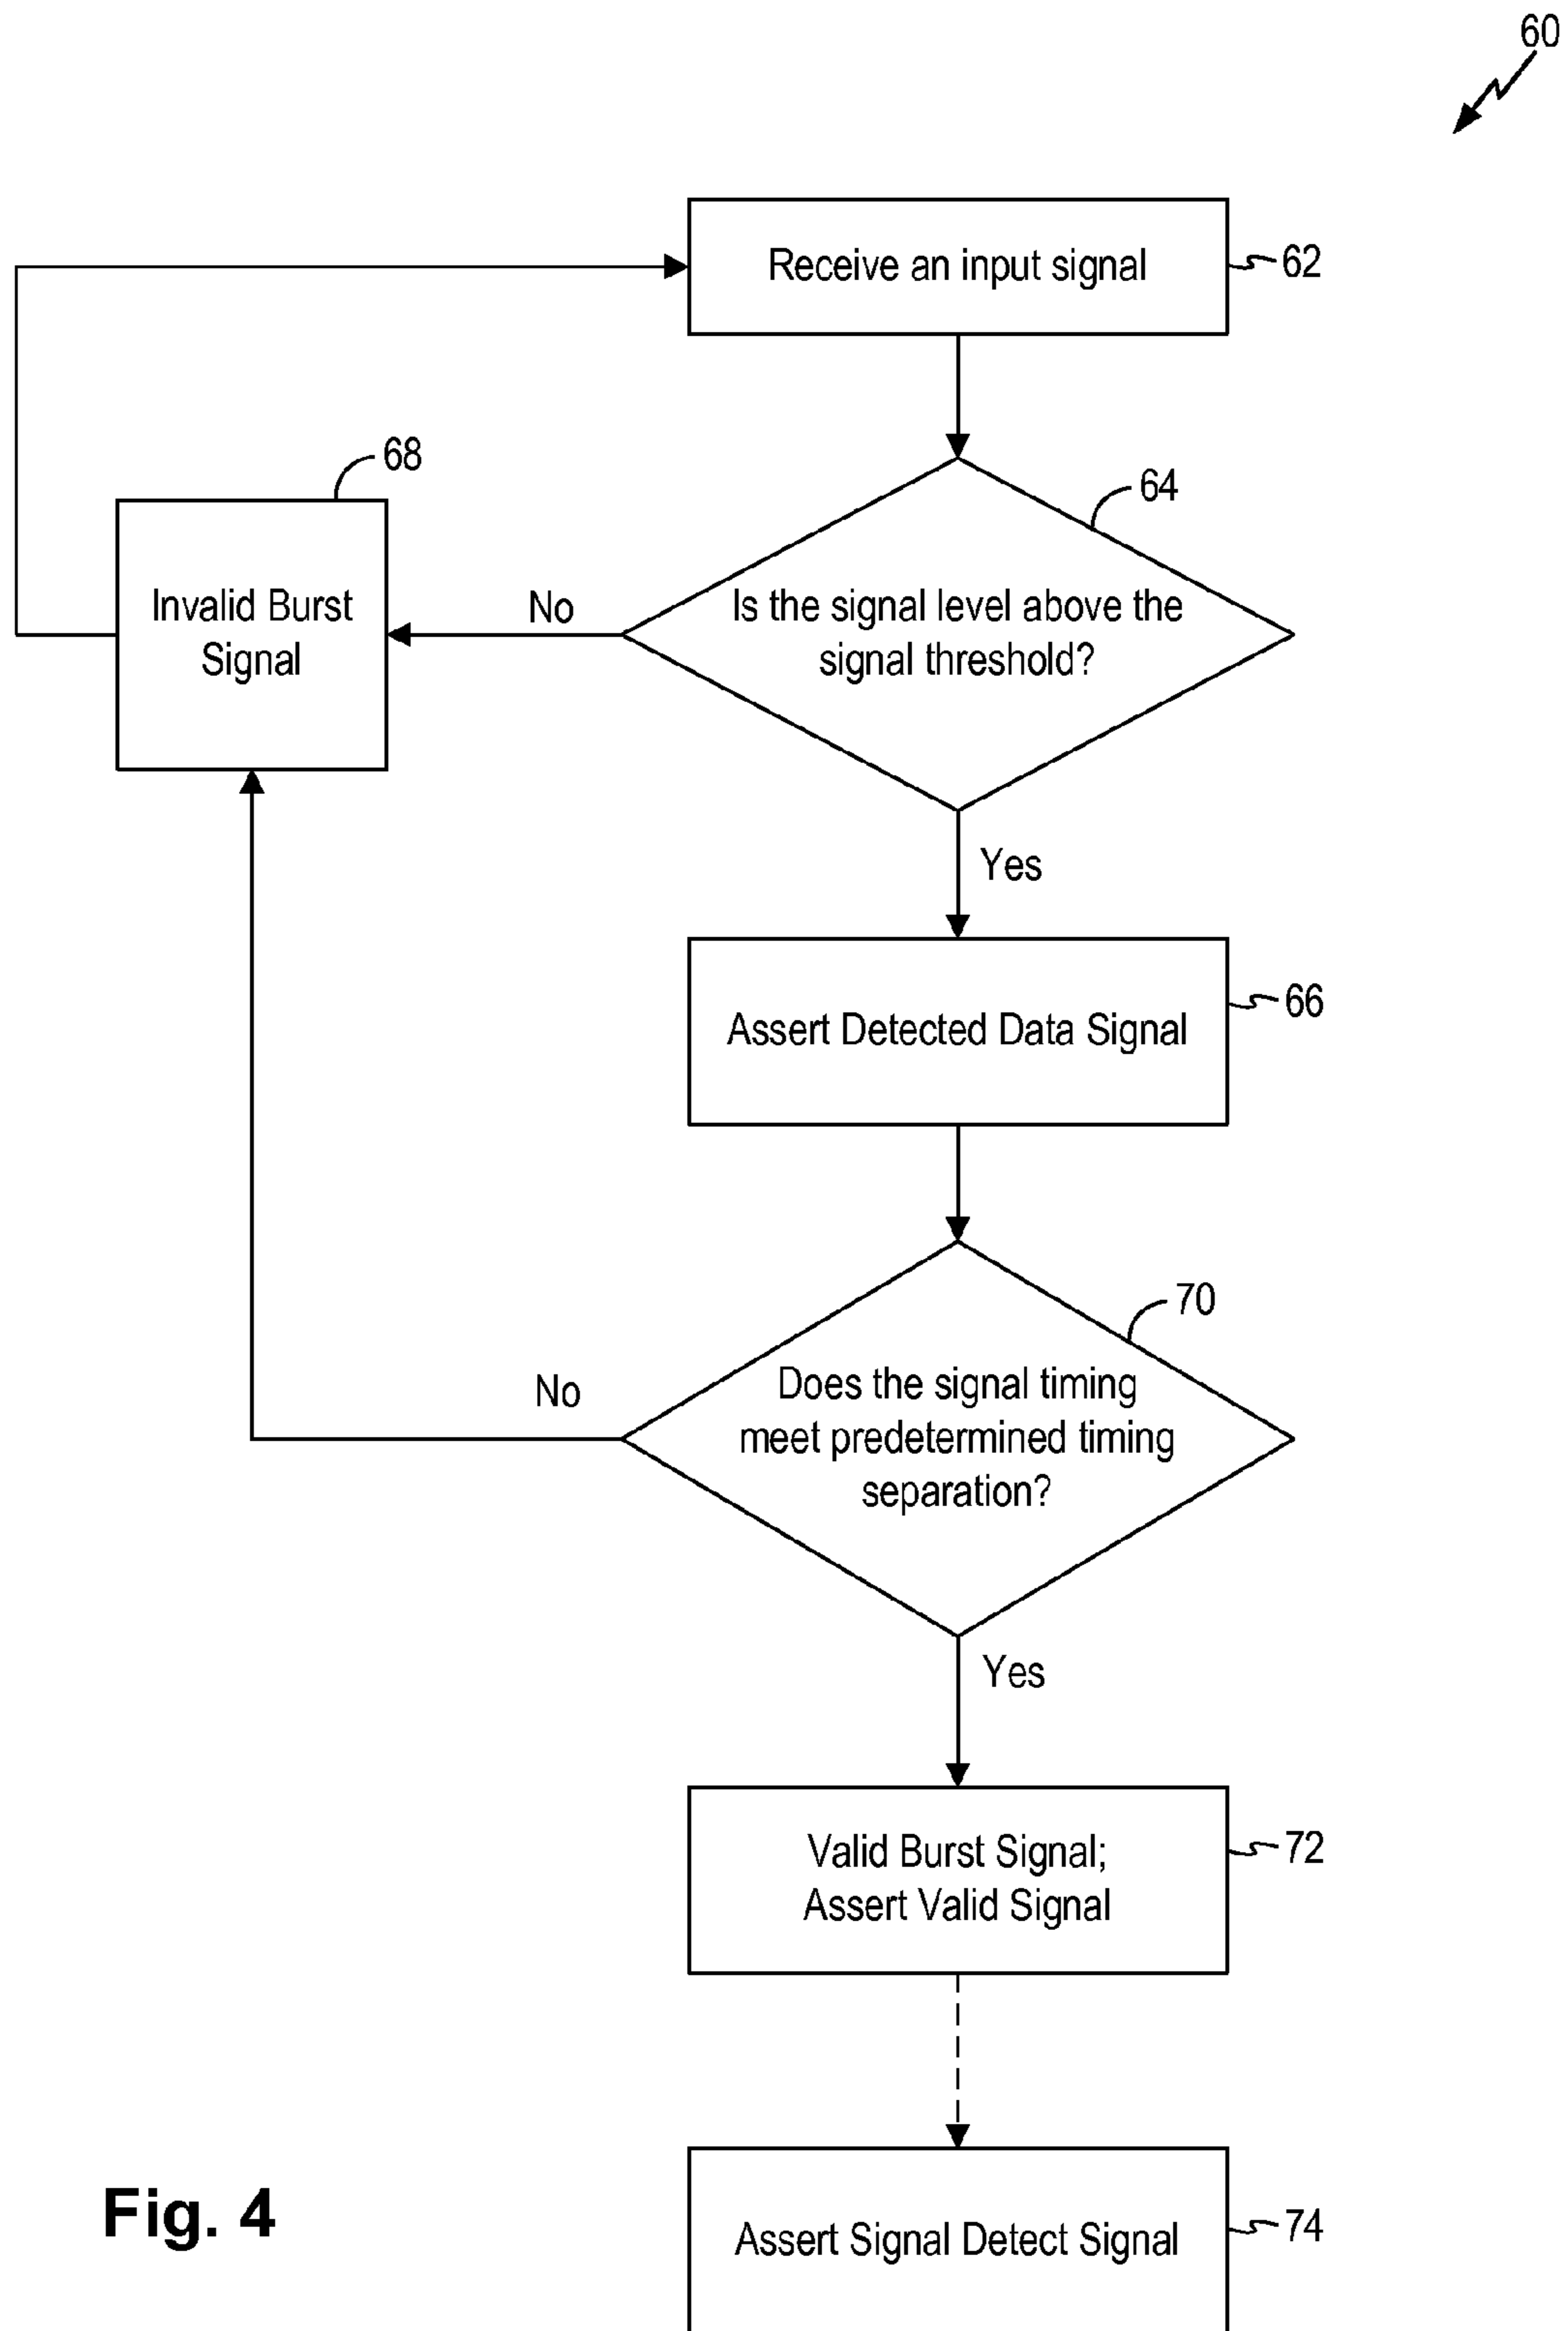 60
Receive an input signal
62
68
64
Invalid Burst
Signal
No
Is the signal level above the
signal threshold?
Yes
Assert Detected Data Signal
66
70
No
Does the signal timing
meet predetermined timing
separation?
Yes
Valid Burst Signal;
Assert Valid Signal
72
Assert Signal Detect Signal
74
Fig. 4